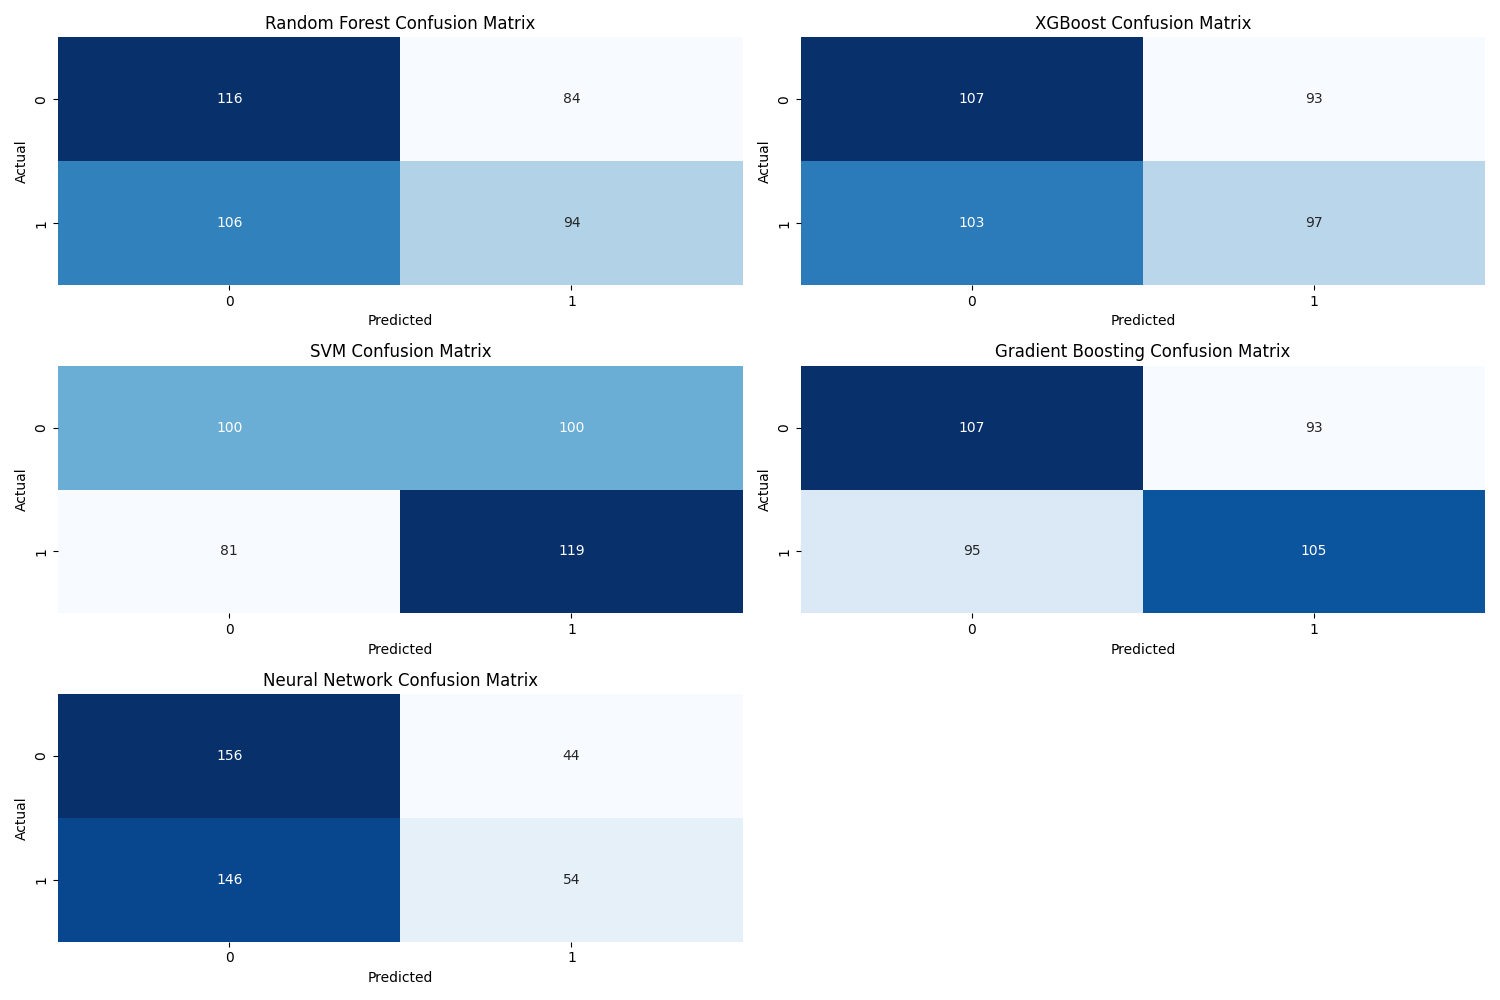 Random Forest Confusion Matrix
0
116
84
Actual
1
106
94
0
1
Predicted
XGBoost Confusion Matrix
0
107
93
Actual
1
103
97
0
1
Predicted
SVM Confusion Matrix
0
100
100
Actual
1
81
119
0
1
Predicted
Gradient Boosting Confusion Matrix
0
107
93
Actual
1
95
105
0
1
Predicted
Neural Network Confusion Matrix
0
156
44
Actual
1
146
54
0
1
Predicted